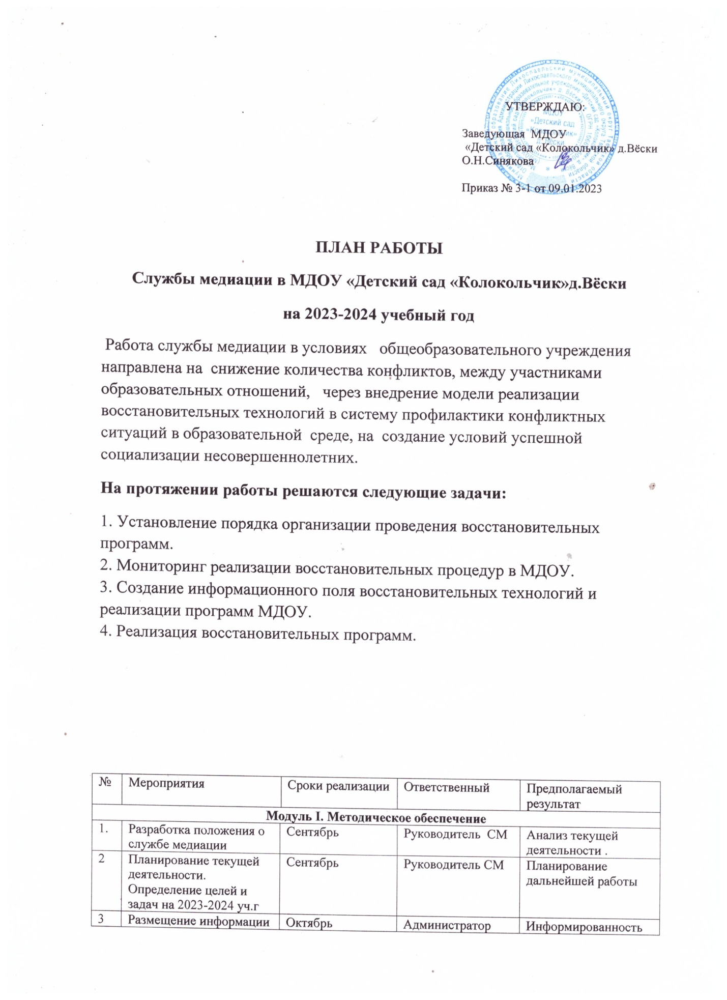 УТВЕРЖДАЮ:
МДОУ
«Детский сад
«Колокольчик»
д. Вёски
Заведующая МДОУ
«Детский сад «Колокольчик» д.Вёски
О.Н.Синякова
Приказ № 3-1 от 09.01.2023
ПЛАН РАБОТЫ
Службы медиации в МДОУ «Детский сад «Колокольчик»д.Вёски
на 2023-2024 учебный год
Работа службы медиации в условиях общеобразовательного учреждения
направлена на снижение количества конфликтов, между участниками
образовательных отношений, через внедрение модели реализации
восстановительных технологий в систему профилактики конфликтных
ситуаций в образовательной среде, на создание условий успешной
социализации несовершеннолетних.
На протяжении работы решаются следующие задачи:
1. Установление порядка организации проведения восстановительных
программ.
2. Мониторинг реализации восстановительных процедур в МДОУ.
3. Создание информационного поля восстановительных технологий и
реализации программ МДОУ.
4. Реализация восстановительных программ.
№ Мероприятия Сроки реализации Ответственный Предполагаемый
результат
Модуль I. Методическое обеспечение
1. Разработка положения о Сентябрь Руководитель СМ Анализ текущей
службе медиации деятельности .
2 Планирование текущей Сентябрь Руководитель СМ Планирование
деятельности. дальнейшей работы
Определение целей и
задач на 2023-2024 уч.г
3 Размещение информации Октябрь Администратор Информированность